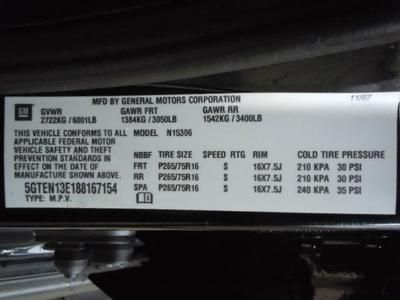 11/07
MFD BY GENERAL MOTORS CORPORATION
GM
GVWR GAWR FRT GAWR RR
2722KG / 6001LB 1384KG / 3050LB 1542KG / 3400LB
THIS VEHICLE CONFORMS TO ALL MODEL N15306
APPLICABLE FEDERAL MOTOR
VEHICLE SAFETY, BUMPER, AND THEFT
PREVENTION STANDARDS IN
EFFECT ON THE DATE OF
MANUFACTURE SHOWN ABOVE.
5GTEN13E188167154
TYPE: M.P.V.
NBBF TIRE SIZE SPEED RTG RIM COLD TIRE PRESSURE
FRT P265/75R16 S 16X7.5J 210 KPA 30 PSI
RR P265/75R16 S 16X7.5J 210 KPA 30 PSI
SPA P265/75R16 S 16X7.5J 240 KPA 35 PSI